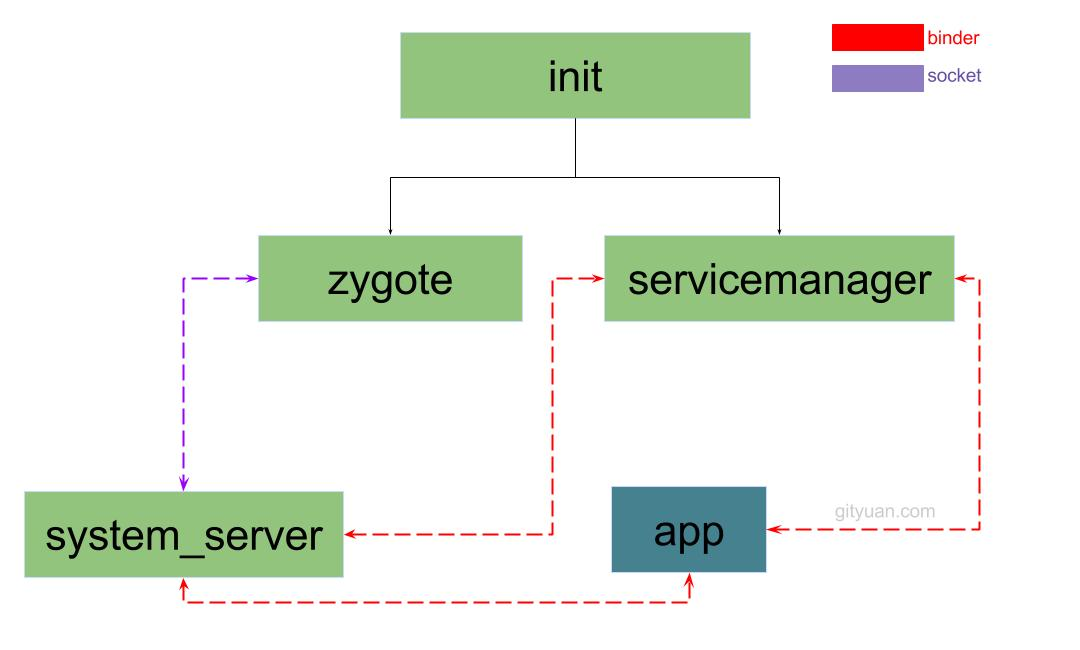 init
binder
socket
zygote
servicemanager
system_server
app
gityuan.com